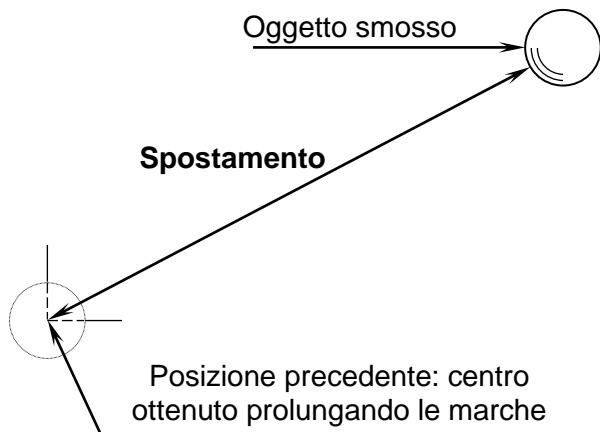 Oggetto smosso
Spostamento
Posizione precedente: centro
ottenuto prolungando le marche